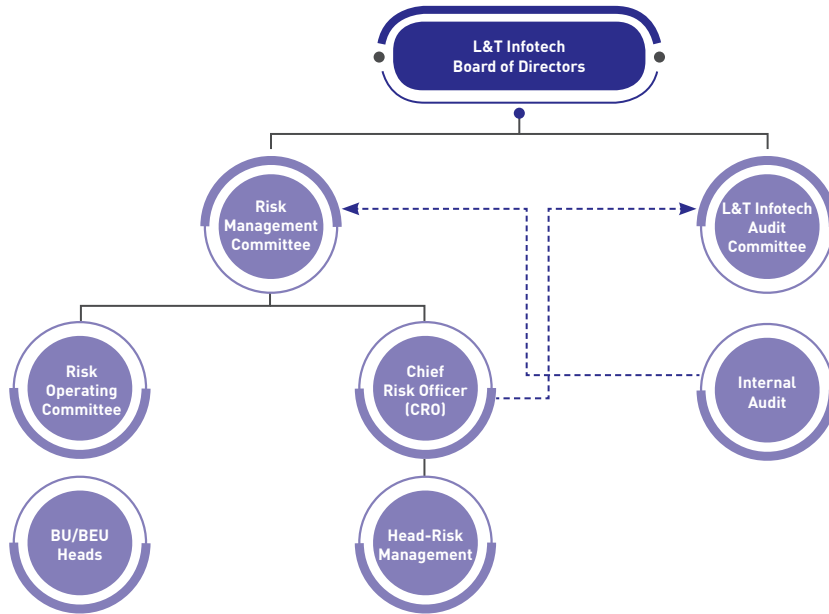 L&T Infotech
Board of Directors
Risk
Management
Committee
L&T Infotech
Audit
Committee
Risk
Operating
Committee
Chief
Risk Officer
(CRO)
Internal
Audit
BU/BEU
Heads
Head-Risk
Management